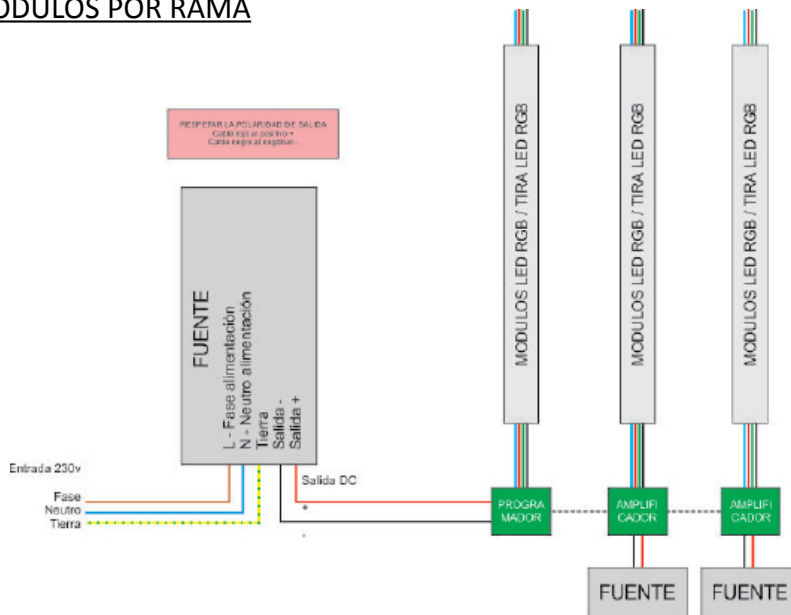 ODULOS POR RAMA
RESPETAR LA POLARIDAD DE SALIDA
Cable rojo al positivo +
Cable negro al negativo -
FUENTE
L - Fase alimentación
N - Neutro alimentación
Tierra
Salida -
Salida +
Entrada 230v
Fase
Neutro
Tierra
Salida DC
+
-
MODULOS LED RGB / TIRA LED RGB
MODULOS LED RGB / TIRA LED RGB
MODULOS LED RGB / TIRA LED RGB
PROGRA
MADOR
AMPLIFI
CADOR
AMPLIFI
CADOR
FUENTE
FUENTE